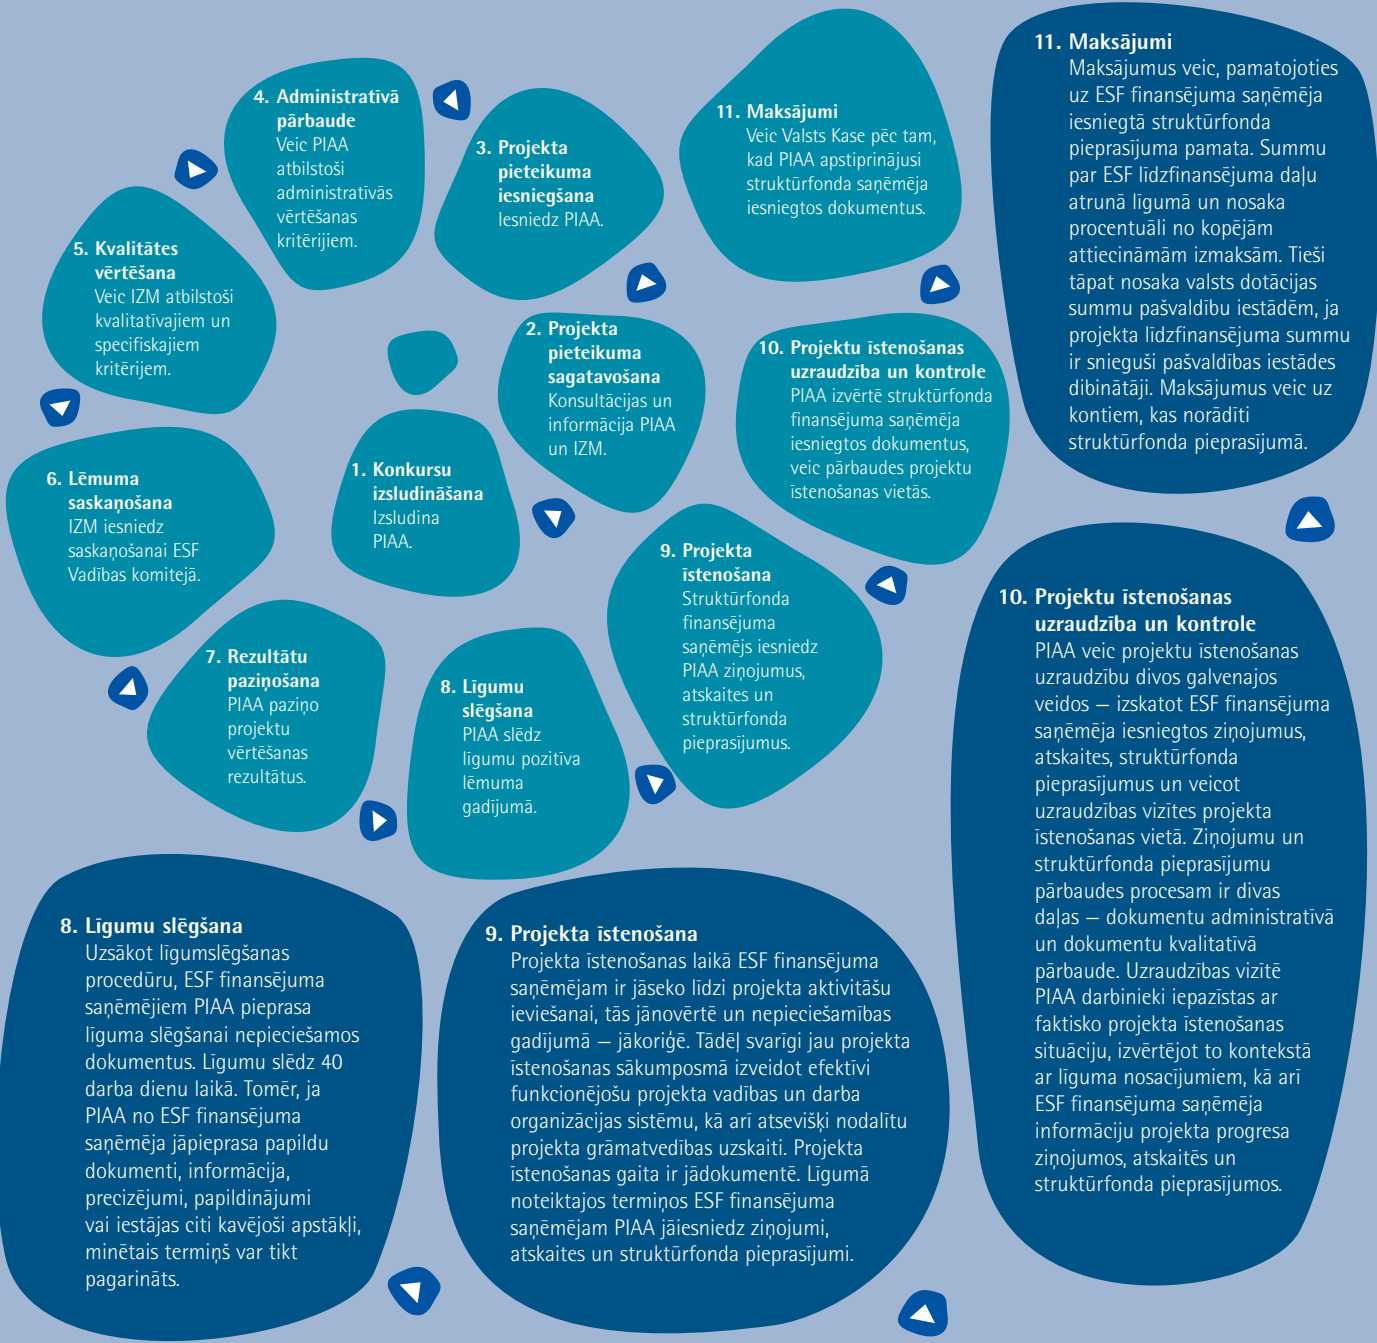 1. Konkursu
izsludināšana
Izsludina
PIAA.
2. Projekta
pieteikuma
sagatavošana
Konsultācijas un
informācija PIAA
un IZM.
3. Projekta
pieteikuma
iesniegšana
Iesniedz PIAA.
4. Administratīvā
pārbaude
Veic PIAA
atbilstoši
administratīvās
vērtēšanas
kritērijiem.
5. Kvalitātes
vērtēšana
Veic IZM atbilstoši
kvalitatīvajiem un
specifiskajiem
kritērijem.
6. Lēmuma
saskaņošana
IZM iesniedz
saskaņošanai ESF
Vadības komitejā.
7. Rezultātu
paziņošana
PIAA paziņo
projektu
vērtēšanas
rezultātus.
8. Līgumu
slēgšana
PIAA slēdz
līgumu pozitīva
lēmuma
gadījumā.
9. Projekta
īstenošana
Struktūrfonda
finansējuma
saņēmējs iesniedz
PIAA ziņojumus,
atskaites un
struktūrfonda
pieprasījumus.
10. Projektu īstenošanas
uzraudzība un kontrole
PIAA izvērtē struktūrfonda
finansējuma saņēmēja
iesniegtos dokumentus,
veic pārbaudes projektu
īstenošanas vietās.
11. Maksājumi
Veic Valsts Kase pēc tam,
kad PIAA apstiprinājusi
struktūrfonda saņēmēja
iesniegtos dokumentus.
8. Līgumu slēgšana
Uzsākot līgumslēgšanas
procedūru, ESF finansējuma
saņēmējiem PIAA pieprasa
līguma slēgšanai nepieciešamos
dokumentus. Līgumu slēdz 40
darba dienu laikā. Tomēr, ja
PIAA no ESF finansējuma
saņēmēja jāpieprasa papildu
dokumenti, informācija,
precizējumi, papildinājumi
vai iestājas citi kavējoši apstākļi,
minētais termiņš var tikt
pagarināts.
9. Projekta īstenošana
Projekta īstenošanas laikā ESF finansējuma
saņēmējam ir jāseko līdzi projekta aktivitāšu
ieviešanai, tās jānovērtē un nepieciešamības
gadījumā – jākoriģē. Tādēļ svarīgi jau projekta
īstenošanas sākumposmā izveidot efektīvi
funkcionējošu projekta vadības un darba
organizācijas sistēmu, kā arī atsevišķi nodalītu
projekta grāmatvedības uzskaiti. Projekta
īstenošanas gaita ir jādokumentē. Līgumā
noteiktajos termiņos ESF finansējuma
saņēmējam PIAA jāiesniedz ziņojumi,
atskaites un struktūrfonda pieprasījumi.
10. Projektu īstenošanas
uzraudzība un kontrole
PIAA veic projektu īstenošanas
uzraudzību divos galvenajos
veidos – izskatot ESF finansējuma
saņēmēja iesniegtos ziņojumus,
atskaites, struktūrfonda
pieprasījumus un veicot
uzraudzības vizītes projekta
īstenošanas vietā. Ziņojumu un
struktūrfonda pieprasījumu
pārbaudes procesam ir divas
daļas – dokumentu administratīvā
un dokumentu kvalitatīvā
pārbaude. Uzraudzības vizītē
PIAA darbinieki iepazīstas ar
faktisko projekta īstenošanas
situāciju, izvērtējot to kontekstā
ar līguma nosacījumiem, kā arī
ESF finansējuma saņēmēja
informāciju projekta progresa
ziņojumos, atskaitēs un
struktūrfonda pieprasījumos.
11. Maksājumi
Maksājumus veic, pamatojoties
uz ESF finansējuma saņēmēja
iesniegtā struktūrfonda
pieprasījuma pamata. Summu
par ESF līdzfinansējuma daļu
atrunā līgumā un nosaka
procentuāli no kopējām
attiecināmām izmaksām. Tieši
tāpat nosaka valsts dotācijas
summu pašvaldību iestādēm, ja
projekta līdzfinansējuma summu
ir snieguši pašvaldības iestādes
dibinātāji. Maksājumus veic uz
kontiem, kas norādīti
struktūrfonda pieprasījumā.